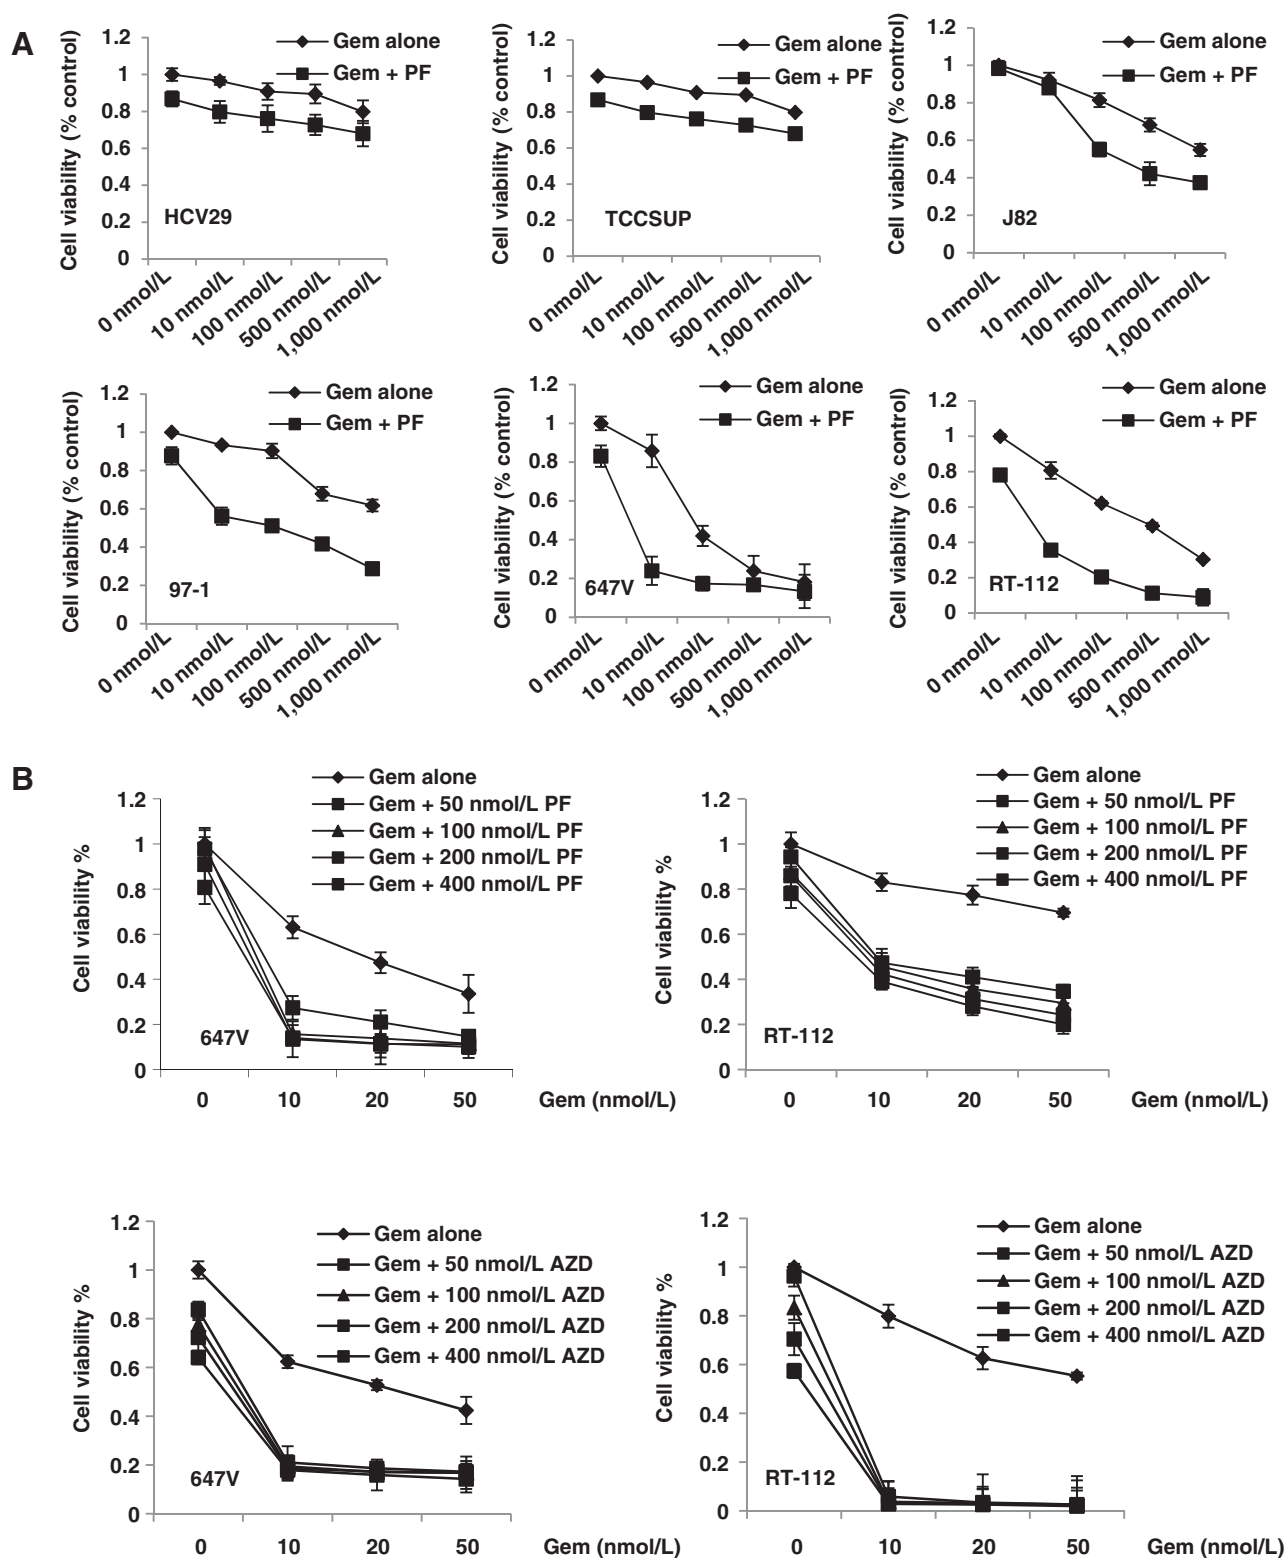 A
Cell viability (% control)
1.2
1
0.8
0.6
0.4
0.2
0
Gem alone
Gem + PF
HCV29
0 nmol/L
10 nmol/L
100 nmol/L
500 nmol/L
1,000 nmol/L
Cell viability (% control)
1.2
1
0.8
0.6
0.4
0.2
0
Gem alone
Gem + PF
TCCSUP
0 nmol/L
10 nmol/L
100 nmol/L
500 nmol/L
1,000 nmol/L
Cell viability (% control)
1.2
1
0.8
0.6
0.4
0.2
0
Gem alone
Gem + PF
J82
0 nmol/L
10 nmol/L
100 nmol/L
500 nmol/L
1,000 nmol/L
Cell viability (% control)
1.2
1
0.8
0.6
0.4
0.2
0
Gem alone
Gem + PF
97-1
0 nmol/L
10 nmol/L
100 nmol/L
500 nmol/L
1,000 nmol/L
Cell viability (% control)
1.2
1
0.8
0.6
0.4
0.2
0
Gem alone
Gem + PF
647V
0 nmol/L
10 nmol/L
100 nmol/L
500 nmol/L
1,000 nmol/L
Cell viability (% control)
1.2
1
0.8
0.6
0.4
0.2
0
Gem alone
Gem + PF
RT-112
0 nmol/L
10 nmol/L
100 nmol/L
500 nmol/L
1,000 nmol/L
B
Cell viability %
1.2
1
0.8
0.6
0.4
0.2
0
Gem alone
Gem + 50 nmol/L PF
Gem + 100 nmol/L PF
Gem + 200 nmol/L PF
Gem + 400 nmol/L PF
647V
0 10 20 50 Gem (nmol/L)
Cell viability %
1.2
1
0.8
0.6
0.4
0.2
0
Gem alone
Gem + 50 nmol/L PF
Gem + 100 nmol/L PF
Gem + 200 nmol/L PF
Gem + 400 nmol/L PF
RT-112
0 10 20 50 Gem (nmol/L)
Cell viability %
1.2
1
0.8
0.6
0.4
0.2
0
Gem alone
Gem + 50 nmol/L AZD
Gem + 100 nmol/L AZD
Gem + 200 nmol/L AZD
Gem + 400 nmol/L AZD
647V
0 10 20 50 Gem (nmol/L)
Cell viability %
1.2
1
0.8
0.6
0.4
0.2
0
Gem alone
Gem + 50 nmol/L AZD
Gem + 100 nmol/L AZD
Gem + 200 nmol/L AZD
Gem + 400 nmol/L AZD
RT-112
0 10 20 50 Gem (nmol/L)